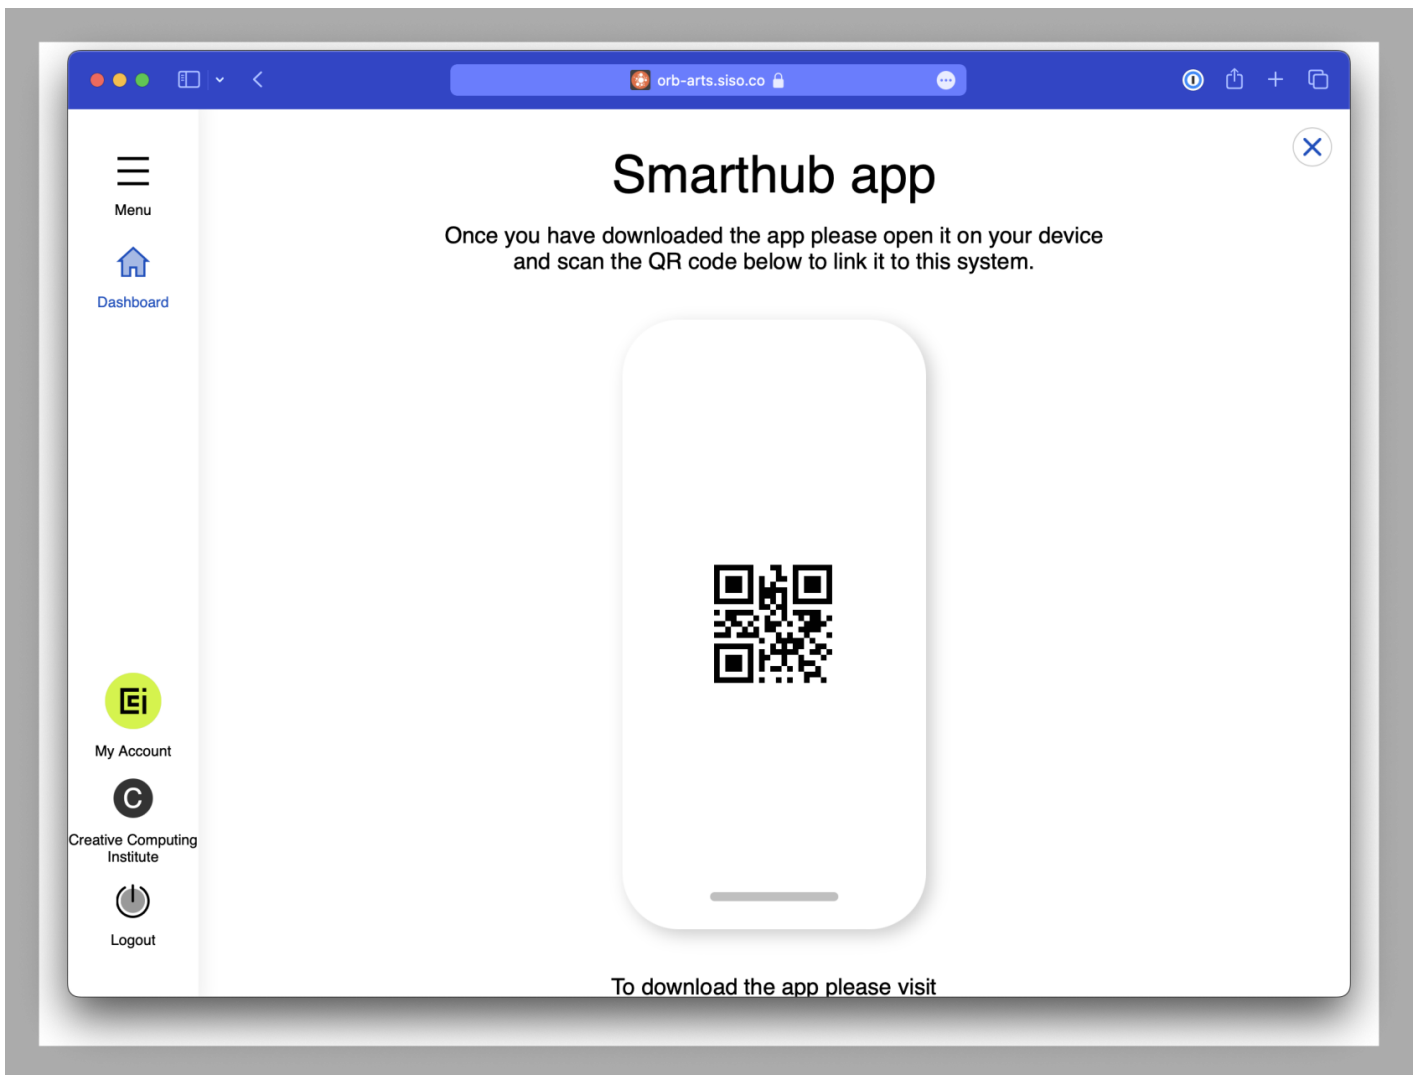 orb-arts.siso.co
Menu
Dashboard
Smarthub app
Once you have downloaded the app please open it on your device
and scan the QR code below to link it to this system.
My Account
C
Creative Computing
Institute
Logout
To download the app please visit